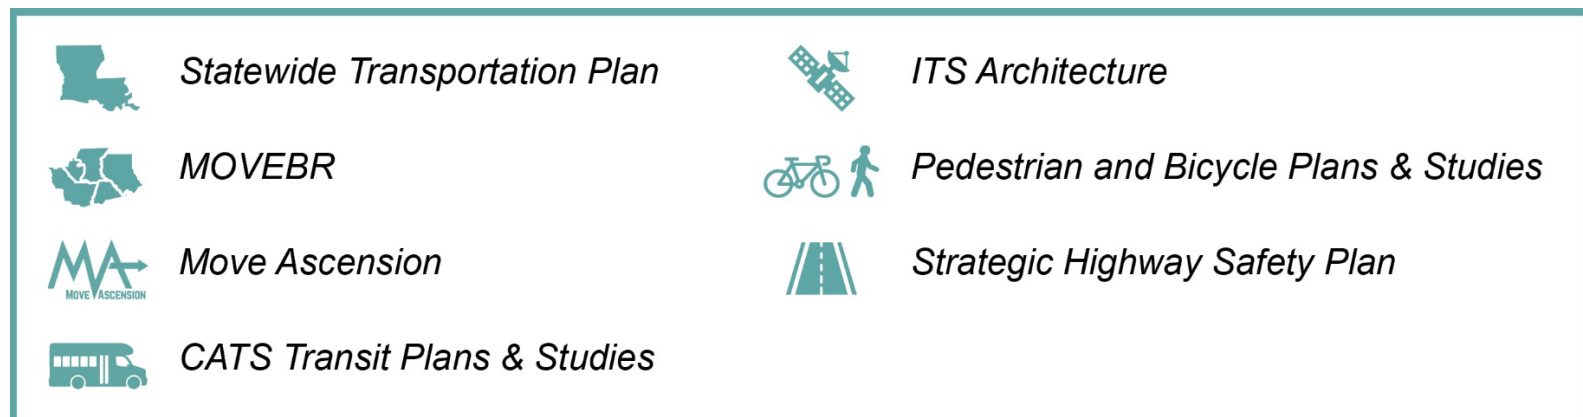 Statewide Transportation Plan
MOVEBR
MOVE ASCENSION
Move Ascension
CATS Transit Plans & Studies
ITS Architecture
Pedestrian and Bicycle Plans & Studies
Strategic Highway Safety Plan